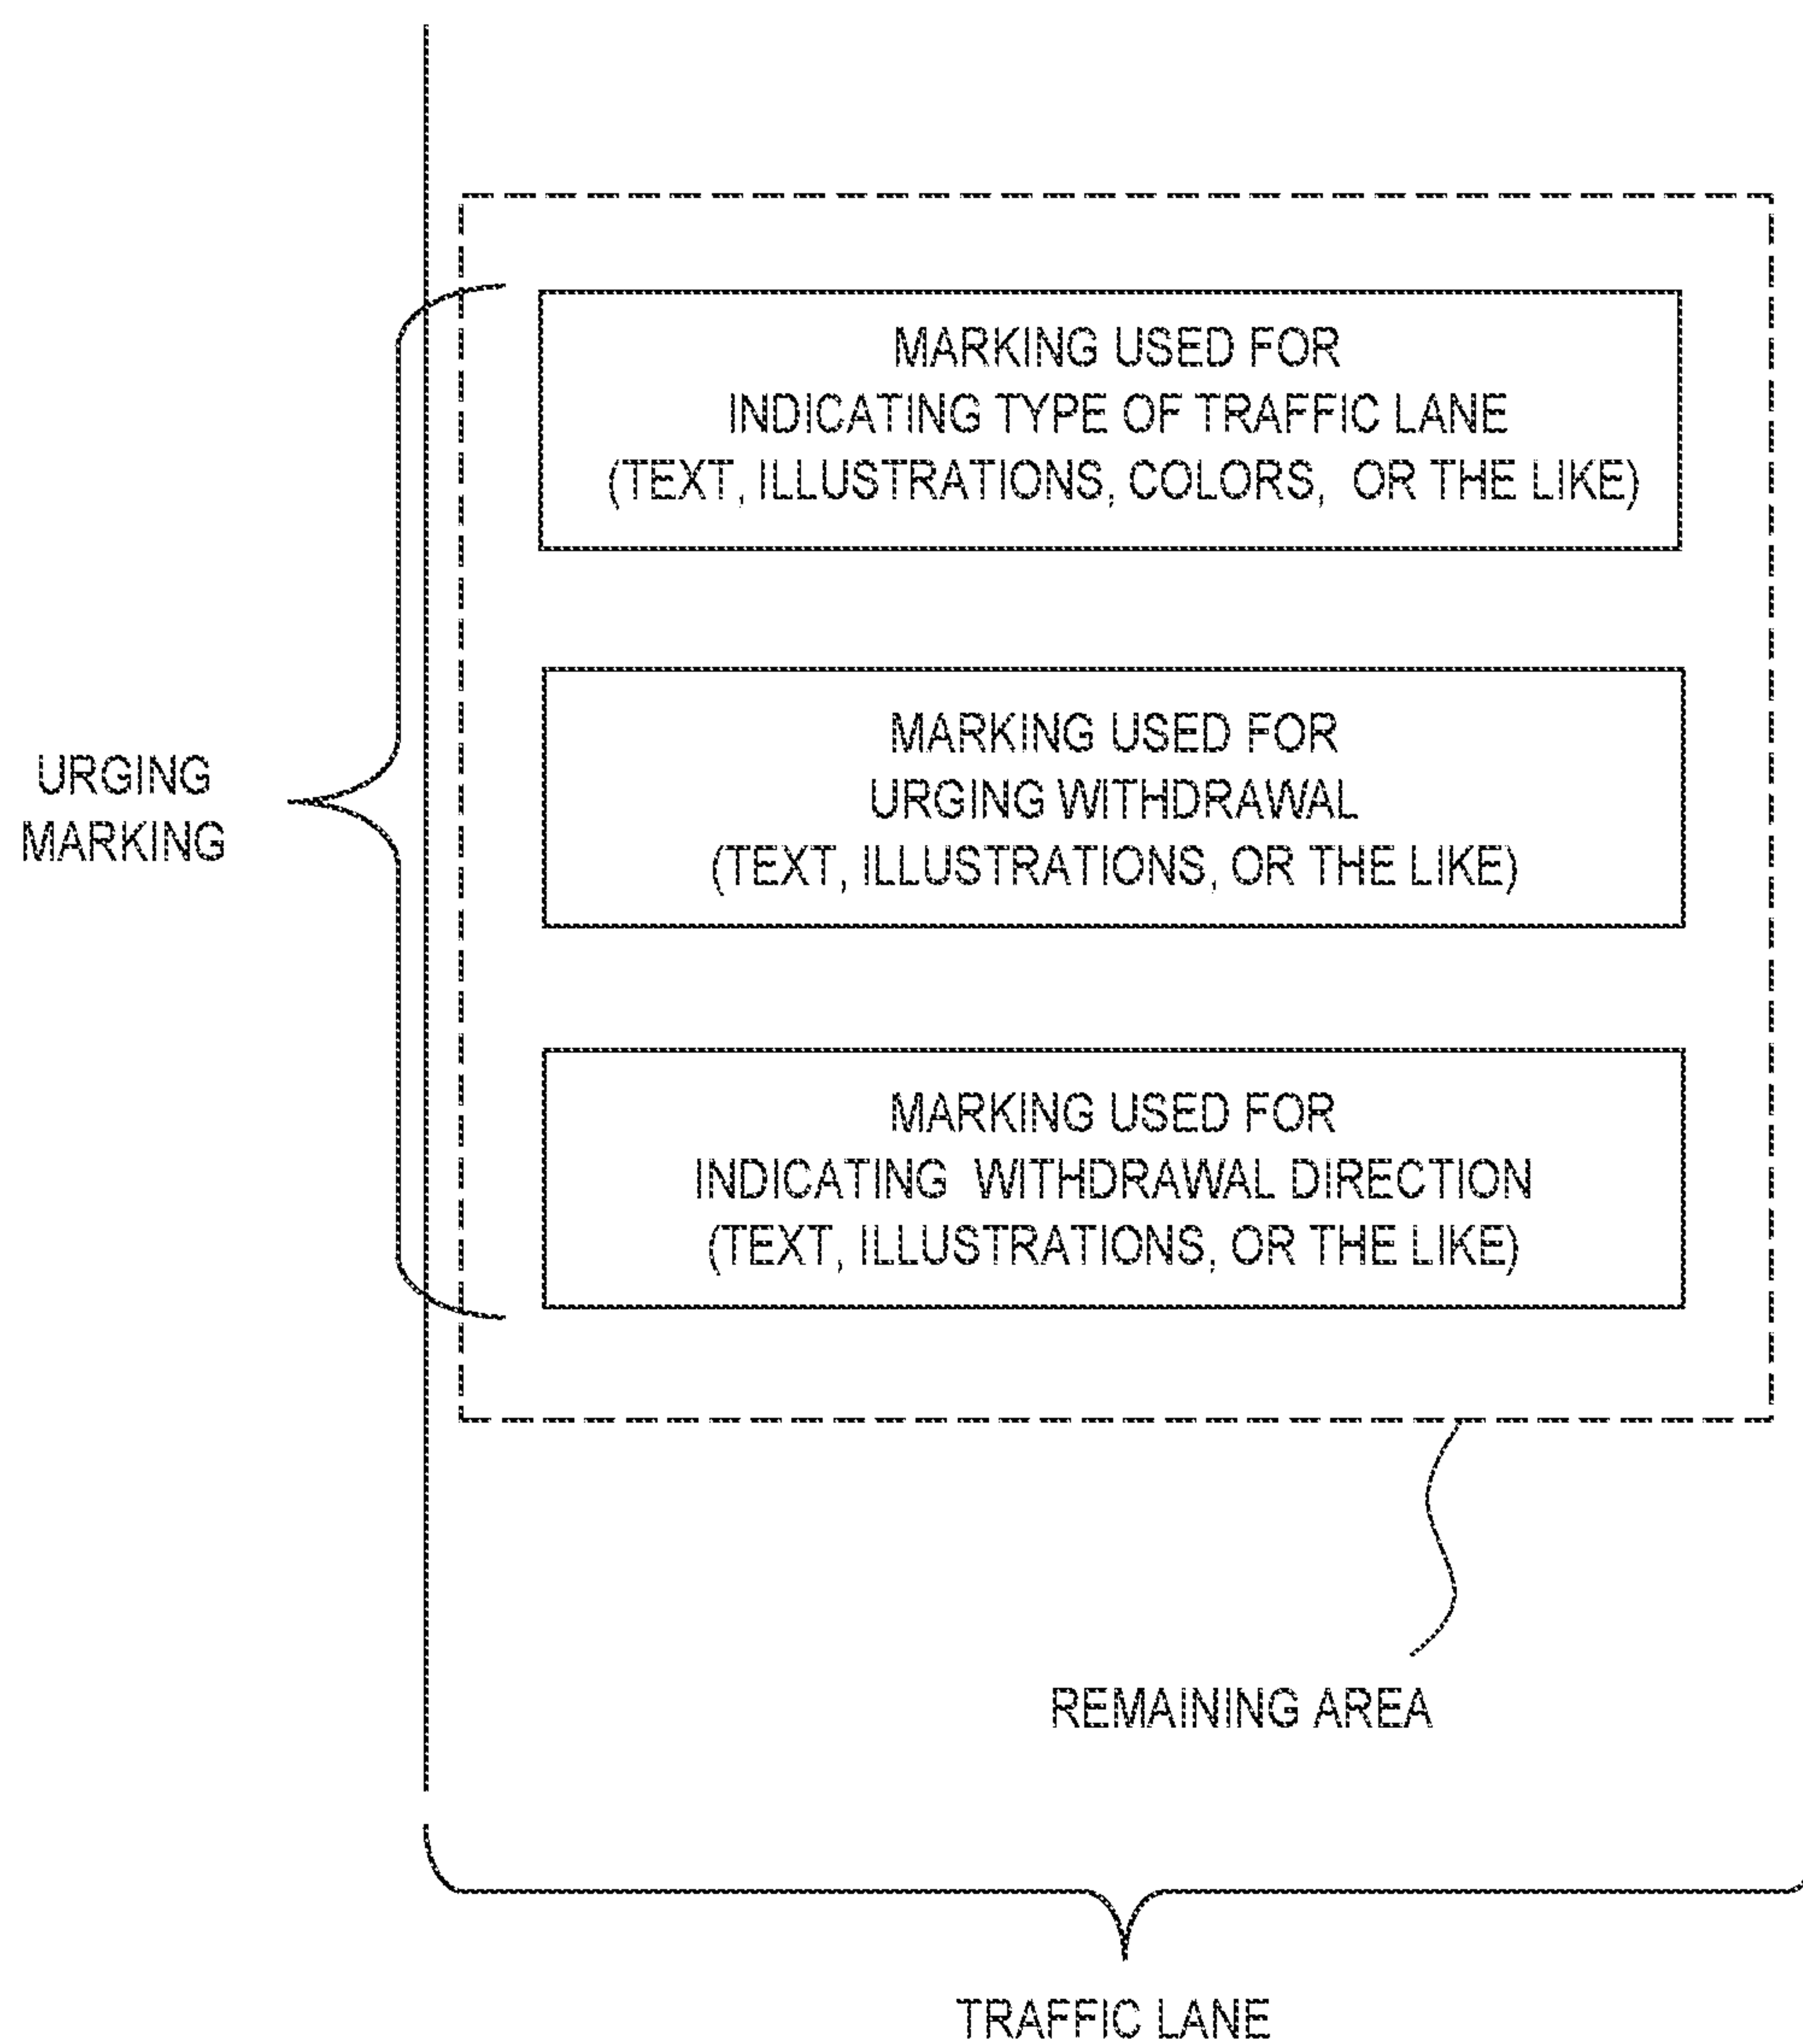 MARKING USED FOR
INDICATING TYPE OF TRAFFIC LANE
(TEXT, ILLUSTRATIONS, COLORS, OR THE LIKE)
URGING
MARKING
MARKING USED FOR
URGING WITHDRAWAL
(TEXT, ILLUSTRATIONS, OR THE LIKE)
MARKING USED FOR
INDICATING WITHDRAWAL DIRECTION
(TEXT, ILLUSTRATIONS, OR THE LIKE)
REMAINING AREA
TRAFFIC LANE